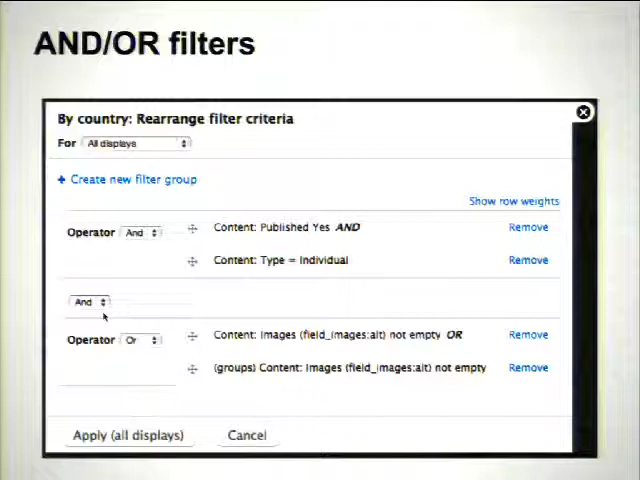 AND/OR filters
By country: Rearrange filter criteria
For All displays
+ Create new filter group
Show row weights
Operator And Content: Published Yes AND Remove
Content: Type = Individual Remove
And
Operator Or Content: Images (field_images:alt) not empty OR Remove
(groups) Content: Images (field_images:alt) not empty Remove
Apply (all displays) Cancel